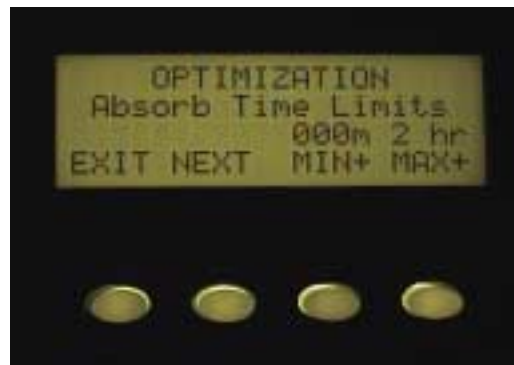 OPTIMIZATION
Absorb Time Limits
000m 2 hr
EXIT NEXT MIN+ MAX+